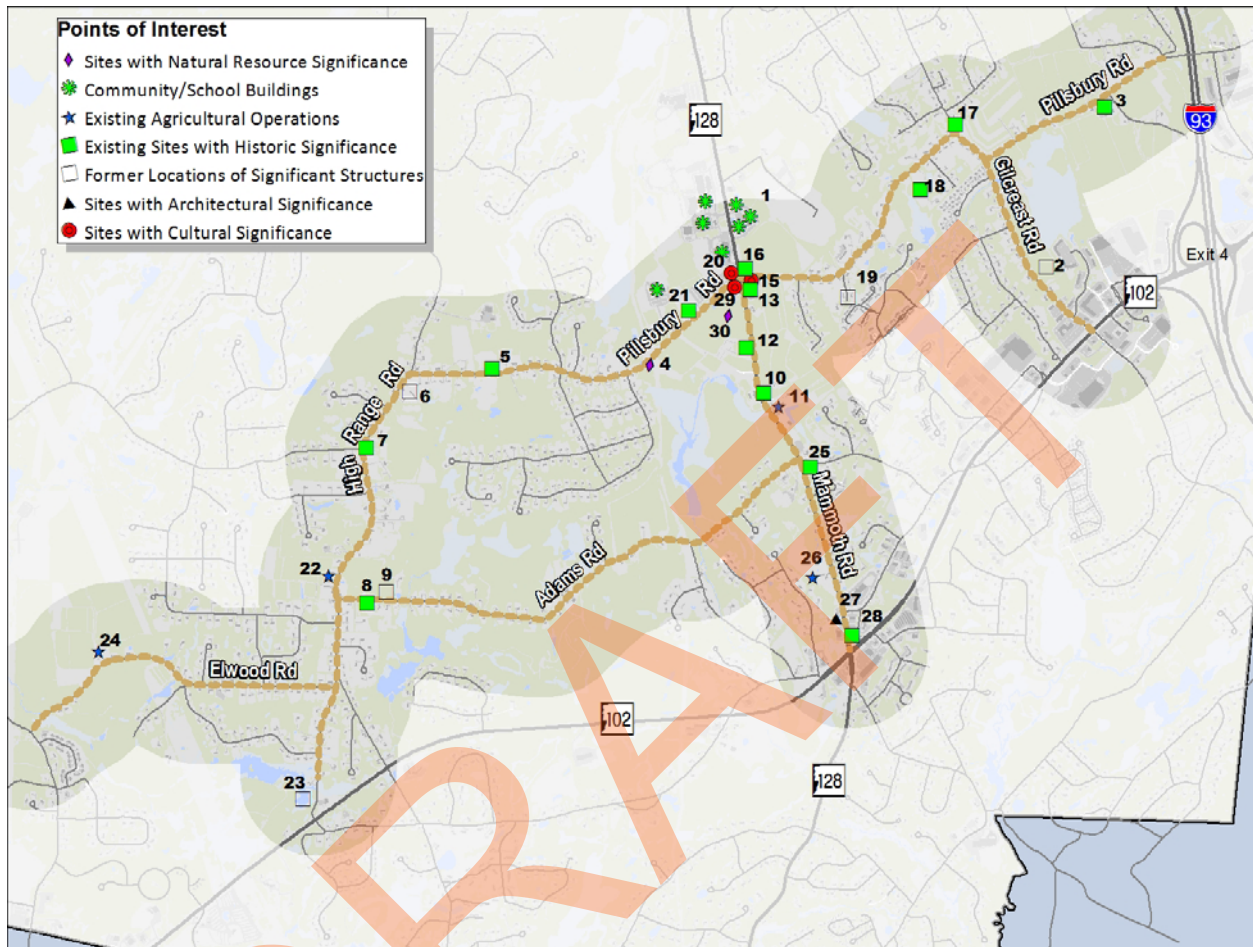 Points of Interest
Sites with Natural Resource Significance
Community/School Buildings
Existing Agricultural Operations
Existing Sites with Historic Significance
Former Locations of Significant Structures
Sites with Architectural Significance
Sites with Cultural Significance
128
17
Pillsbury Rd
3
93
1
18
Gilcreast Rd
Exit 4
2
102
20
16
19
15
29
13
21
Pillsbury Rd
30
12
4
5
10
11
6
High Range Rd
7
25
Mammoth Rd
26
22
9
8
Adams Rd
27
28
24
Elwood Rd
102
128
23
DRAFT